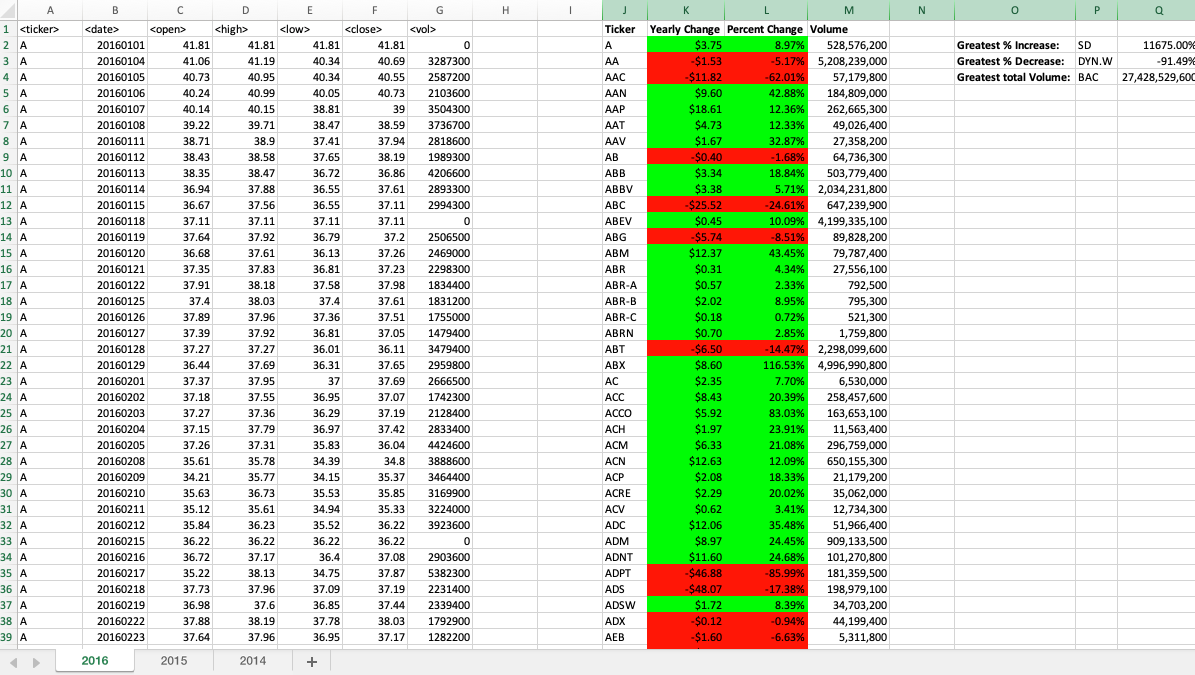 A B C D E F G H I J K L M N O P Q
1 <ticker> <date> <open> <high> <low> <close> <vol> Ticker Yearly Change Percent Change Volume
2 A 20160101 41.81 41.81 41.81 41.81 0 A $3.75 8.97% 528,576,200 Greatest % Increase: SD 11675.00%
3 A 20160104 41.06 41.19 40.34 40.69 3287300 AA -$1.53 -5.17% 5,208,239,000 Greatest % Decrease: DYN.W -91.49%
4 A 20160105 40.73 40.95 40.34 40.55 2587200 AAC -$11.82 -62.01% 57,179,800 Greatest total Volume: BAC 27,428,529,600
5 A 20160106 40.24 40.99 40.05 40.73 2103600 AAN $9.60 42.88% 184,809,000
6 A 20160107 40.14 40.15 38.81 39 3504300 AAP $18.61 12.36% 262,665,300
7 A 20160108 39.22 39.71 38.47 38.59 3736700 AAT $4.73 12.33% 49,026,400
8 A 20160111 38.71 38.9 37.41 37.94 2818600 AAV $1.67 32.87% 27,358,200
9 A 20160112 38.43 38.58 37.65 38.19 1989300 AB -$0.40 -1.68% 64,736,300
10 A 20160113 38.35 38.47 36.72 36.86 4206600 ABB $3.34 18.84% 503,779,400
11 A 20160114 36.94 37.88 36.55 37.61 2893300 ABBV $3.38 5.71% 2,034,231,800
12 A 20160115 36.67 37.56 36.55 37.11 2994300 ABC -$25.52 -24.61% 647,239,900
13 A 20160118 37.11 37.11 37.11 37.11 0 ABEV $0.45 10.09% 4,199,335,100
14 A 20160119 37.64 37.92 36.79 37.2 2506500 ABG -$5.74 -8.51% 89,828,200
15 A 20160120 36.68 37.61 36.13 37.26 2469000 ABM $12.37 43.45% 79,787,400
16 A 20160121 37.35 37.83 36.81 37.23 2298300 ABR $0.31 4.34% 27,556,100
17 A 20160122 37.91 38.18 37.58 37.98 1834400 ABR-A $0.57 2.33% 792,500
18 A 20160125 37.4 38.03 37.4 37.61 1831200 ABR-B $2.02 8.95% 795,300
19 A 20160126 37.89 37.96 37.36 37.51 1755000 ABR-C $0.18 0.72% 521,300
20 A 20160127 37.39 37.92 36.81 37.05 1479400 ABRN $0.70 2.85% 1,759,800
21 A 20160128 37.27 37.27 36.01 36.11 3479400 ABT -$6.50 -14.47% 2,298,099,600
22 A 20160129 36.44 37.69 36.31 37.65 2959800 ABX $8.60 116.53% 4,996,990,800
23 A 20160201 37.37 37.95 37 37.69 2666500 AC $2.35 7.70% 6,530,000
24 A 20160202 37.18 37.55 36.95 37.07 1742300 ACC $8.43 20.39% 258,457,600
25 A 20160203 37.27 37.36 36.29 37.19 2128400 ACCO $5.92 83.03% 163,653,100
26 A 20160204 37.15 37.79 36.97 37.42 2833400 ACH $1.97 23.91% 11,563,400
27 A 20160205 37.26 37.31 35.83 36.04 4424600 ACM $6.33 21.08% 296,759,000
28 A 20160208 35.61 35.78 34.39 34.8 3888600 ACN $12.63 12.09% 650,155,300
29 A 20160209 34.21 35.77 34.15 35.37 3464400 ACP $2.08 18.33% 21,179,200
30 A 20160210 35.63 36.73 35.53 35.85 3169900 ACRE $2.29 20.02% 35,062,000
31 A 20160211 35.12 35.61 34.94 35.33 3224000 ACV $0.62 3.41% 12,734,300
32 A 20160212 35.84 36.23 35.52 36.22 3923600 ADC $12.06 35.48% 51,966,400
33 A 20160215 36.22 36.22 36.22 36.22 0 ADM $8.97 24.45% 909,133,500
34 A 20160216 36.72 37.17 36.4 37.08 2903600 ADNT $11.60 24.68% 101,270,800
35 A 20160217 35.22 38.13 34.75 37.87 5382300 ADPT -$46.88 -85.99% 181,359,500
36 A 20160218 37.73 37.96 37.09 37.19 2231400 ADS -$48.07 -17.38% 198,979,100
37 A 20160219 36.98 37.6 36.85 37.44 2339400 ADSW $1.72 8.39% 34,703,200
38 A 20160222 37.88 38.19 37.78 38.03 1792900 ADX -$0.12 -0.94% 44,199,400
39 A 20160223 37.64 37.96 36.95 37.17 1282200 AEB -$1.60 -6.63% 5,311,800
2016 2015 2014 +